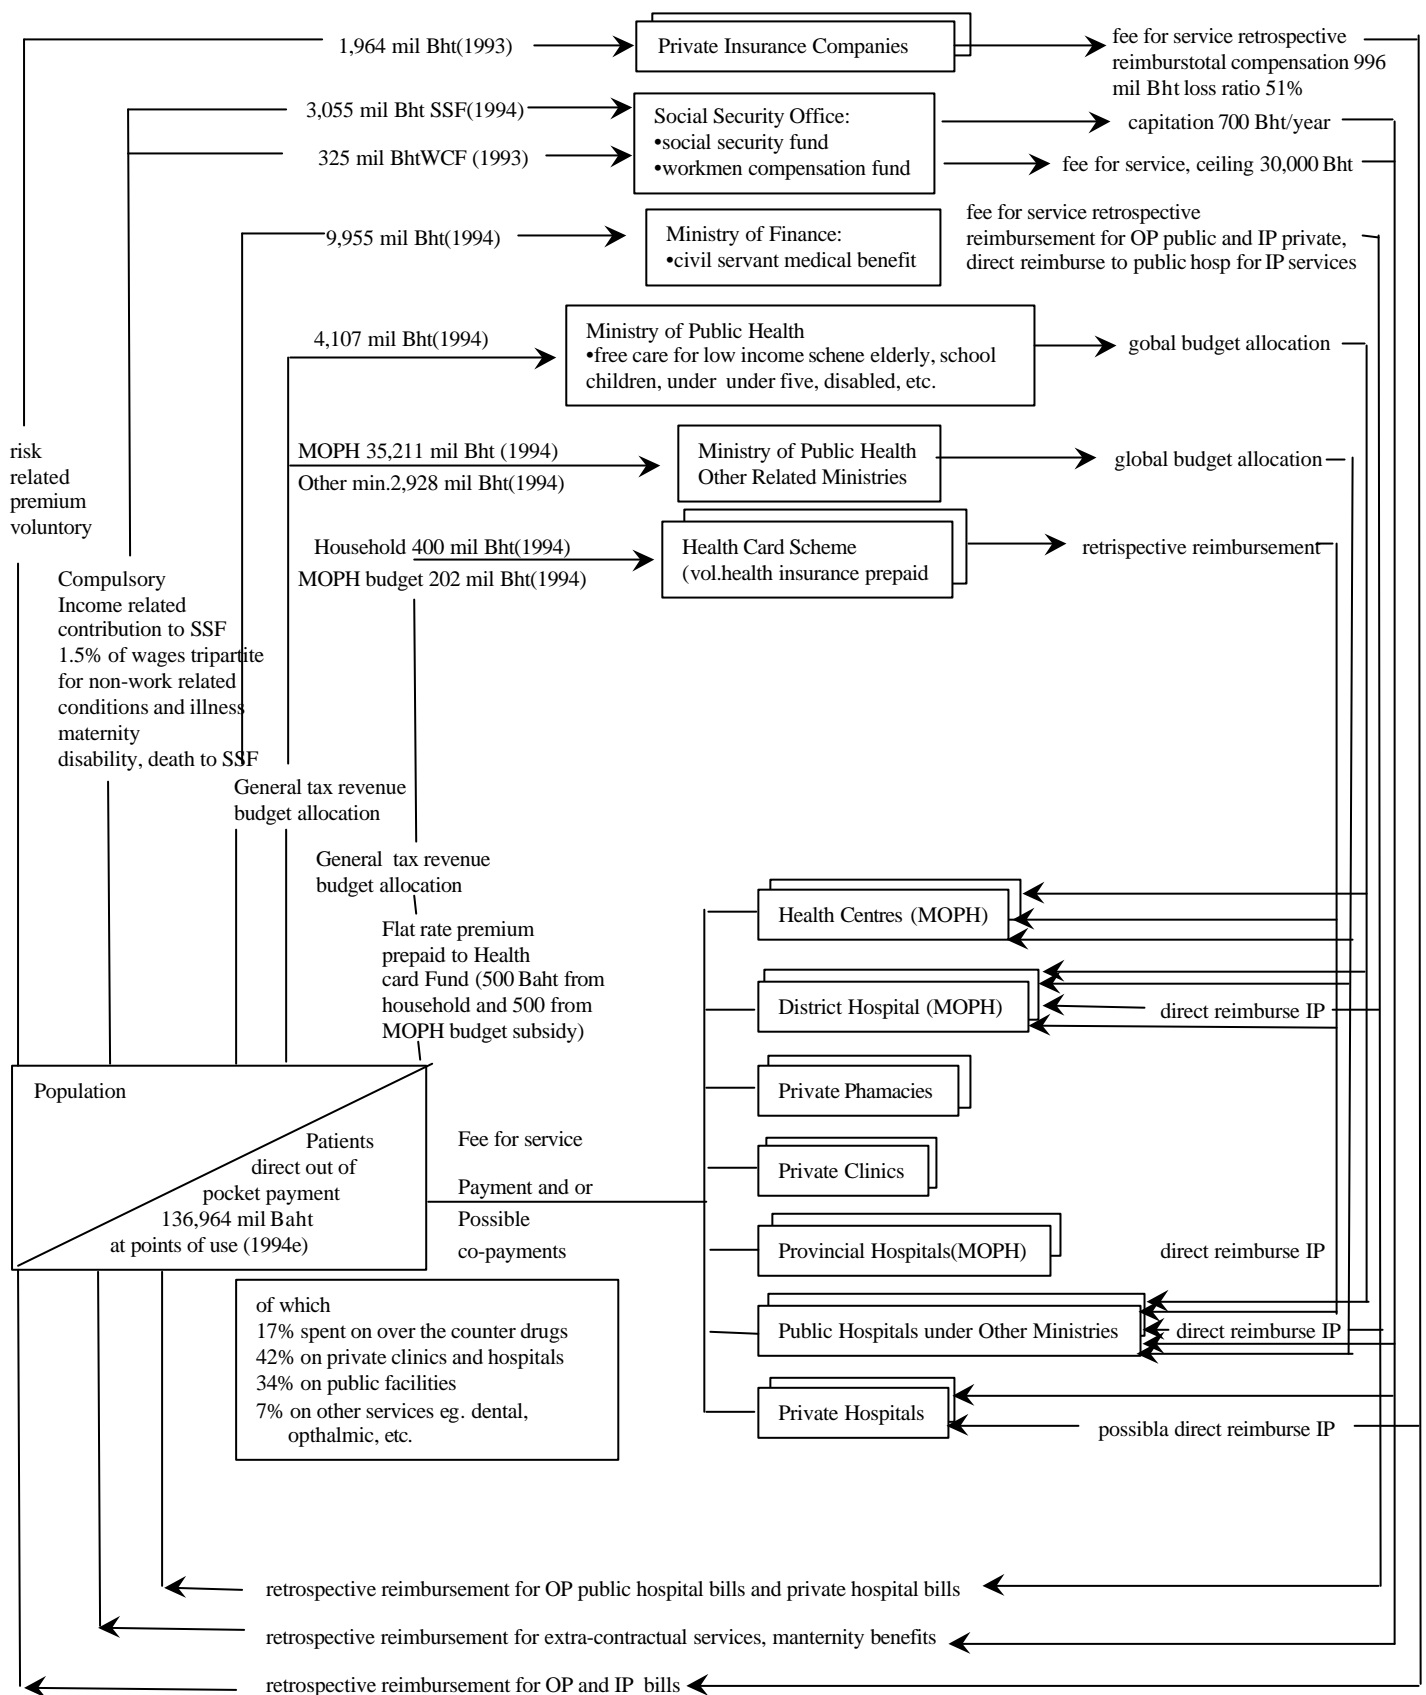 1,964 mil Bht(1993)
Private Insurance Companies
fee for service retrospective
reimburstotal compensation 996
mil Bht loss ratio 51%
3,055 mil Bht SSF(1994)
325 mil BhtWCF (1993)
Social Security Office:
•social security fund
•workmen compensation fund
capitation 700 Bht/year
fee for service, ceiling 30,000 Bht
9,955 mil Bht(1994)
Ministry of Finance:
•civil servant medical benefit
fee for service retrospective
reimbursement for OP public and IP private,
direct reimburse to public hosp for IP services
4,107 mil Bht(1994)
Ministry of Public Health
•free care for low income schene elderly, school
children, under under five, disabled, etc.
gobal budget allocation
MOPH 35,211 mil Bht (1994)
Other min.2,928 mil Bht(1994)
Ministry of Public Health
Other Related Ministries
global budget allocation
Household 400 mil Bht(1994)
MOPH budget 202 mil Bht(1994)
Health Card Scheme
(vol.health insurance prepaid
retrispective reimbursement
risk
related
premium
voluntory
Compulsory
Income related
contribution to SSF
1.5% of wages tripartite
for non-work related
conditions and illness
maternity
disability, death to SSF
General tax revenue
budget allocation
General tax revenue
budget allocation
Flat rate premium
prepaid to Health
card Fund (500 Baht from
household and 500 from
MOPH budget subsidy)
Health Centres (MOPH)
District Hospital (MOPH)
direct reimburse IP
Private Phamacies
Private Clinics
Provincial Hospitals(MOPH)
direct reimburse IP
Public Hospitals under Other Ministries
direct reimburse IP
Private Hospitals
possibla direct reimburse IP
Population
Patients
direct out of
pocket payment
136,964 mil Baht
at points of use (1994e)
Fee for service
Payment and or
Possible
co-payments
of which
17% spent on over the counter drugs
42% on private clinics and hospitals
34% on public facilities
7% on other services eg. dental,
opthalmic, etc.
retrospective reimbursement for OP public hospital bills and private hospital bills
retrospective reimbursement for extra-contractual services, manternity benefits
retrospective reimbursement for OP and IP bills